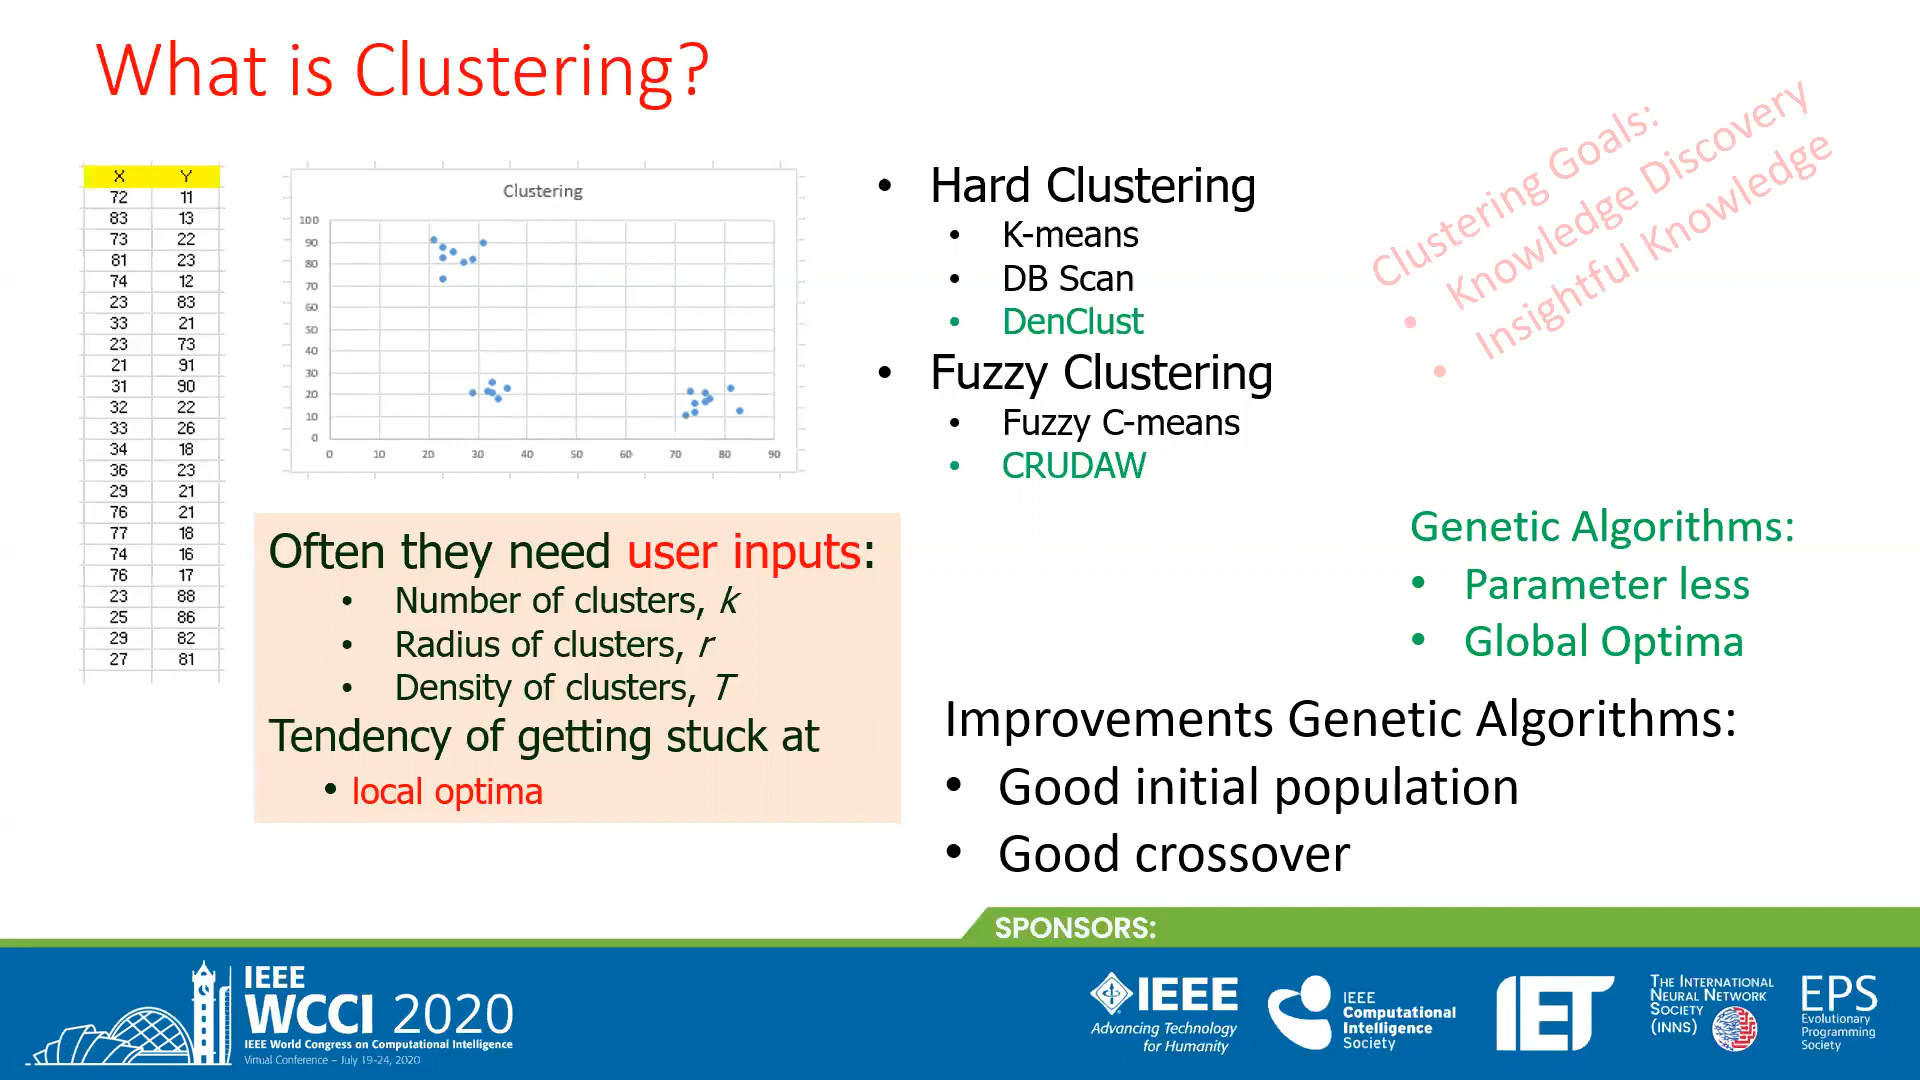 What is Clustering?
X Y
72 11
83 13
73 22
81 23
74 12
23 83
33 21
23 73
21 91
31 90
32 22
33 26
34 18
36 23
29 21
76 21
77 18
74 16
76 17
23 88
25 86
29 82
27 81
Clustering
100
90
80
70
60
50
40
30
20
10
0
0 10 20 30 40 50 60 70 80 90
• Hard Clustering
• K-means
• DB Scan
• DenClust
• Fuzzy Clustering
• Fuzzy C-means
• CRUDAW
Clustering Goals:
• Knowledge Discovery
• Insightful Knowledge
Often they need user inputs:
• Number of clusters, k
• Radius of clusters, r
• Density of clusters, T
Tendency of getting stuck at
• local optima
Genetic Algorithms:
• Parameter less
• Global Optima
Improvements Genetic Algorithms:
• Good initial population
• Good crossover
SPONSORS:
IEEE
WCCI 2020
IEEE World Congress on Computational Intelligence
Virtual Conference – July 19-24, 2020
IEEE
Advancing Technology
for Humanity
IEEE
Computational
Intelligence
Society
IET
THE INTERNATIONAL
NEURAL NETWORK
SOCIETY
(INNS)
EPS
Evolutionary
Programming
Society